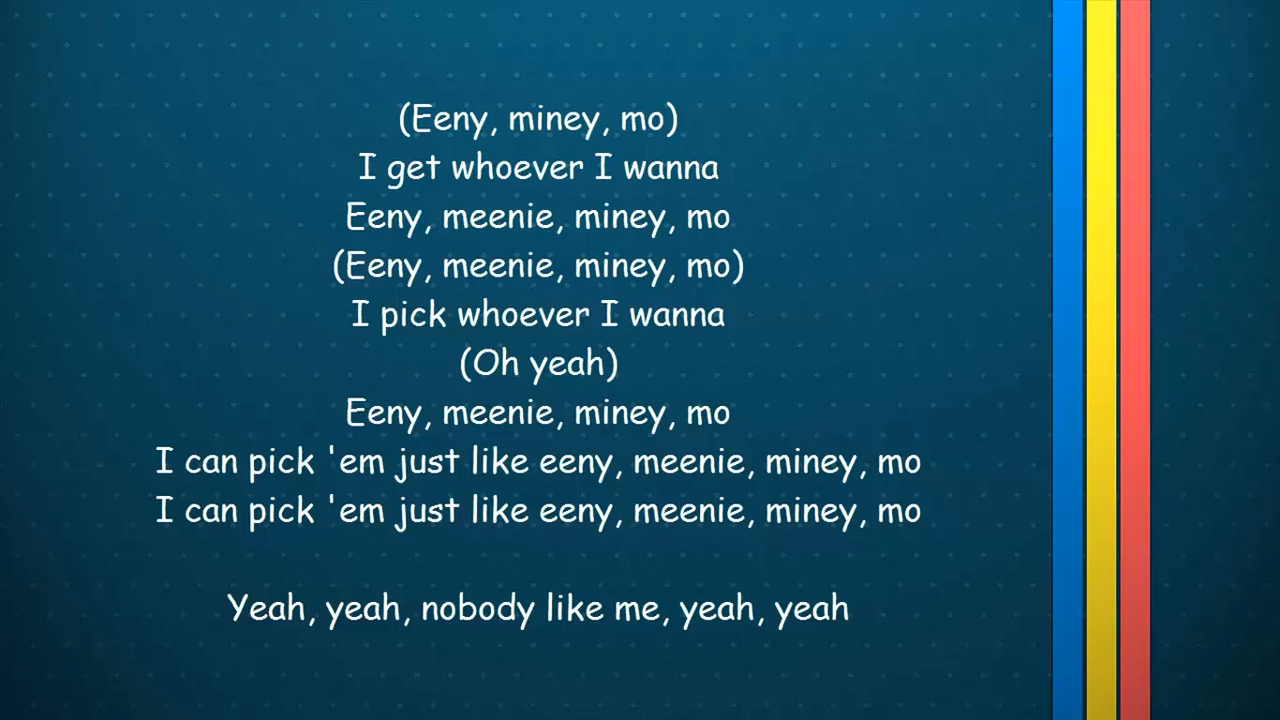 (Eeny, miney, mo)
I get whoever I wanna
Eeny, meenie, miney, mo
(Eeny, meenie, miney, mo)
I pick whoever I wanna
(Oh yeah)
Eeny, meenie, miney, mo
I can pick 'em just like eeny, meenie, miney, mo
I can pick 'em just like eeny, meenie, miney, mo
Yeah, yeah, nobody like me, yeah, yeah